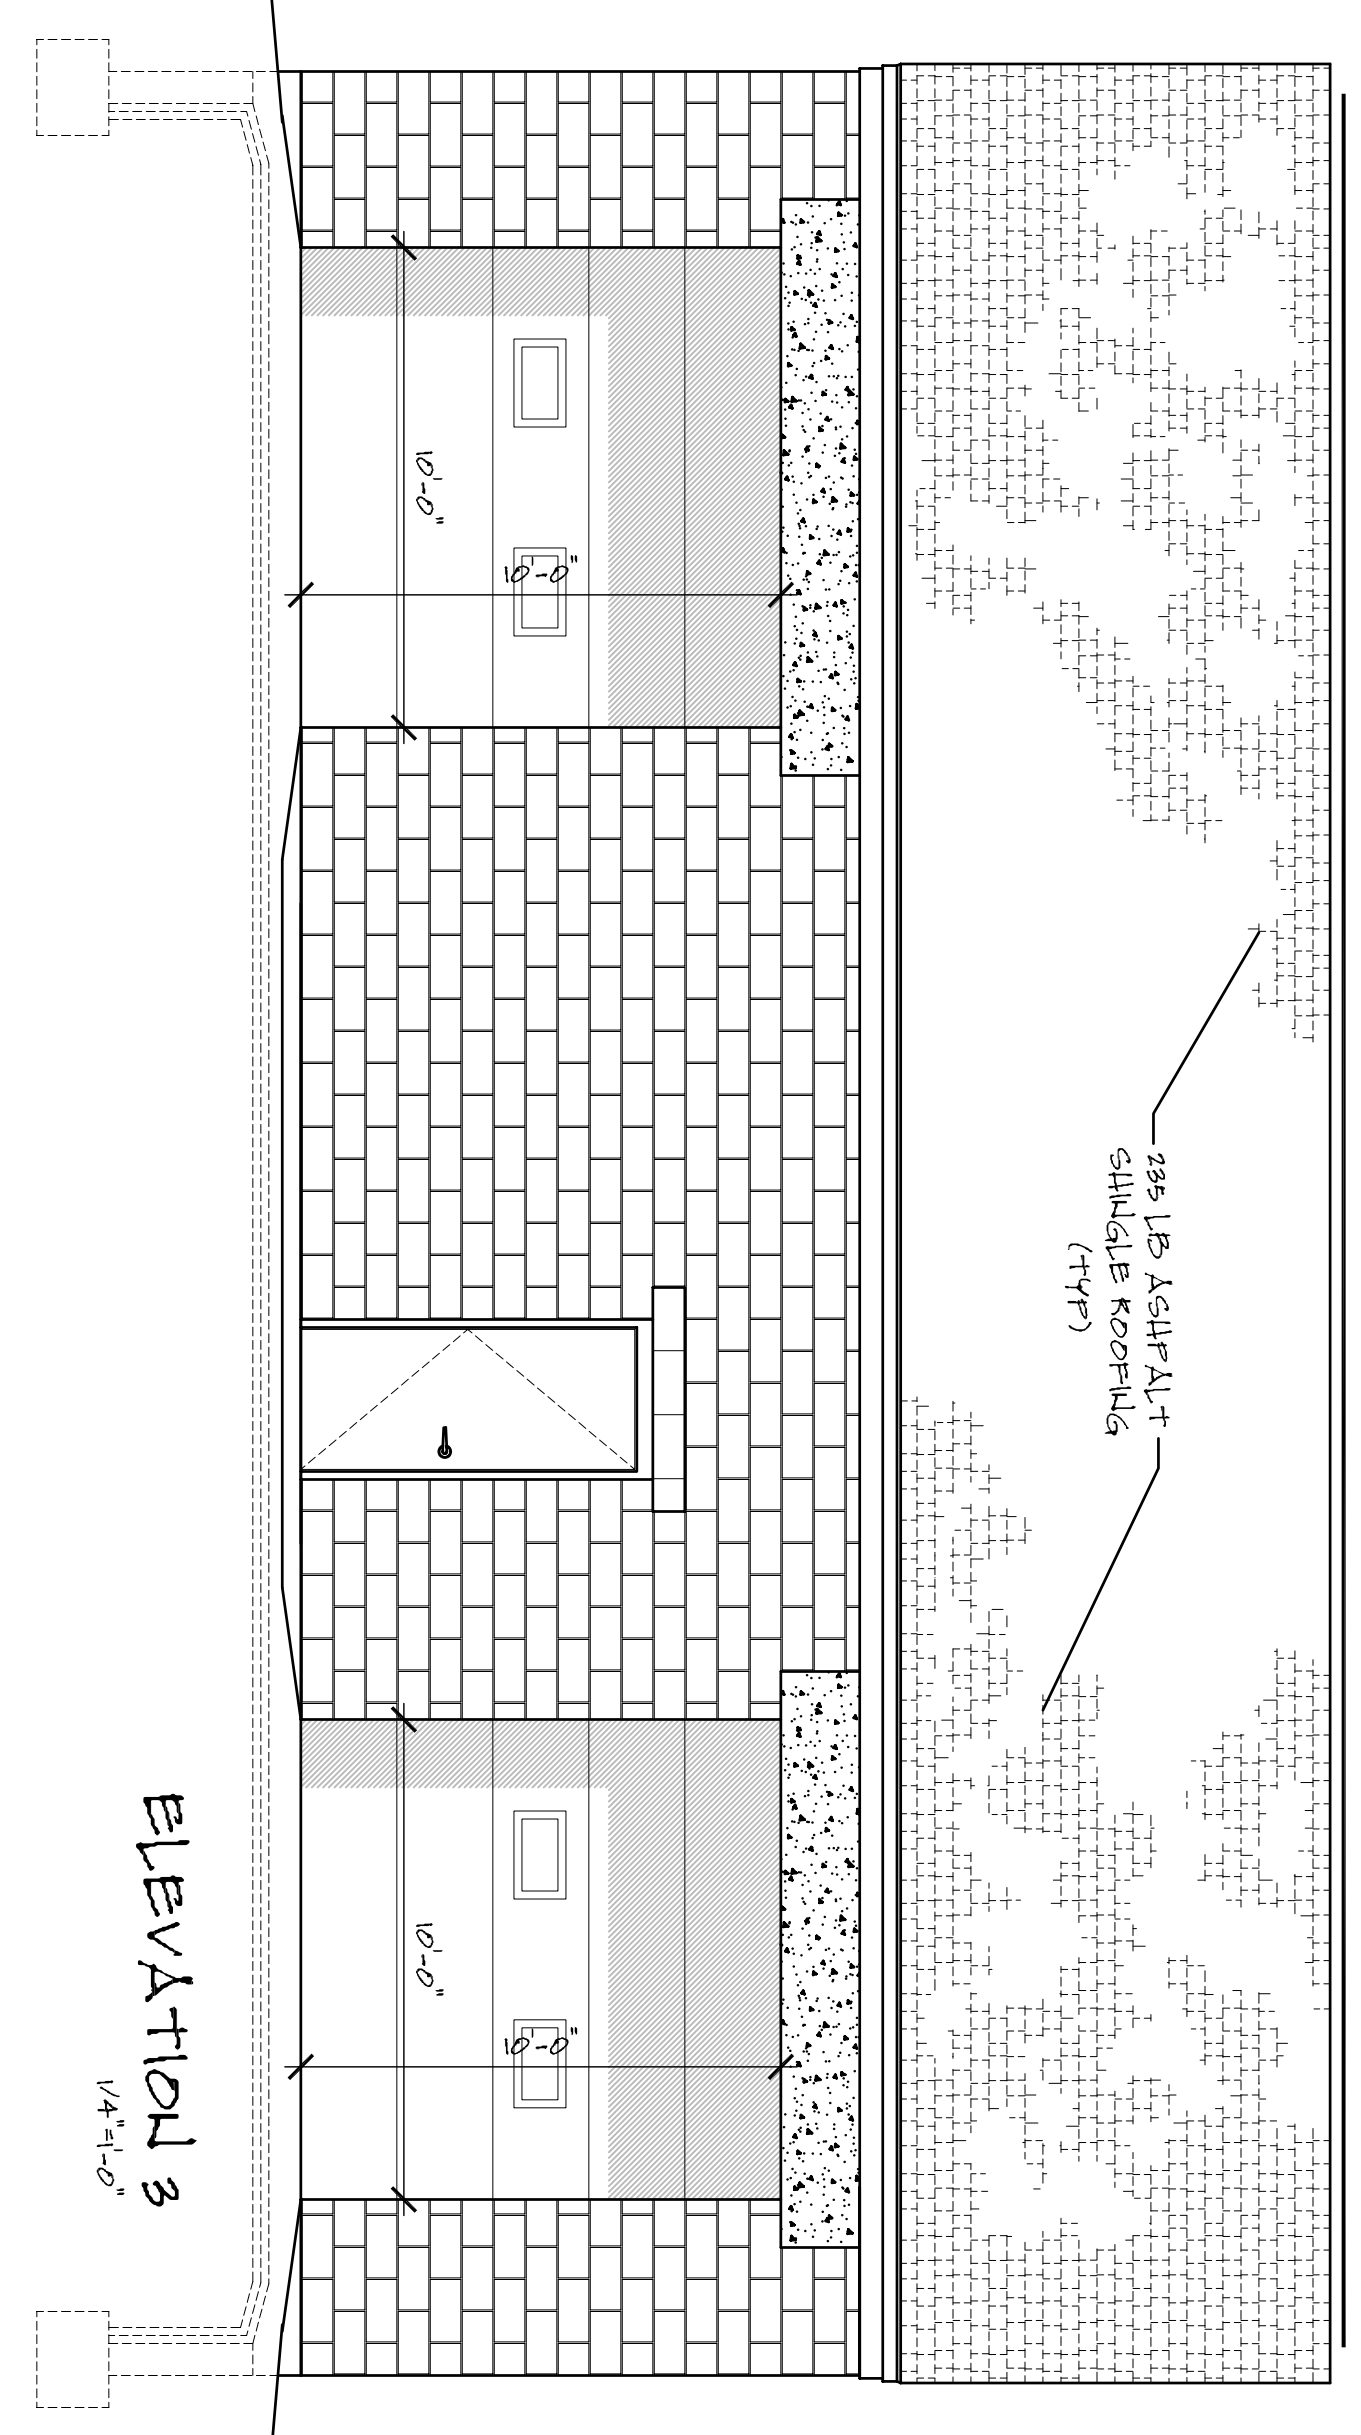 235 LB ASHPALT
SHINGLE ROOFING
(TYP)
10'-0"
10'-0"
10'-0"
10'-0"
ELEVATION 3
1/4"=1'-0"